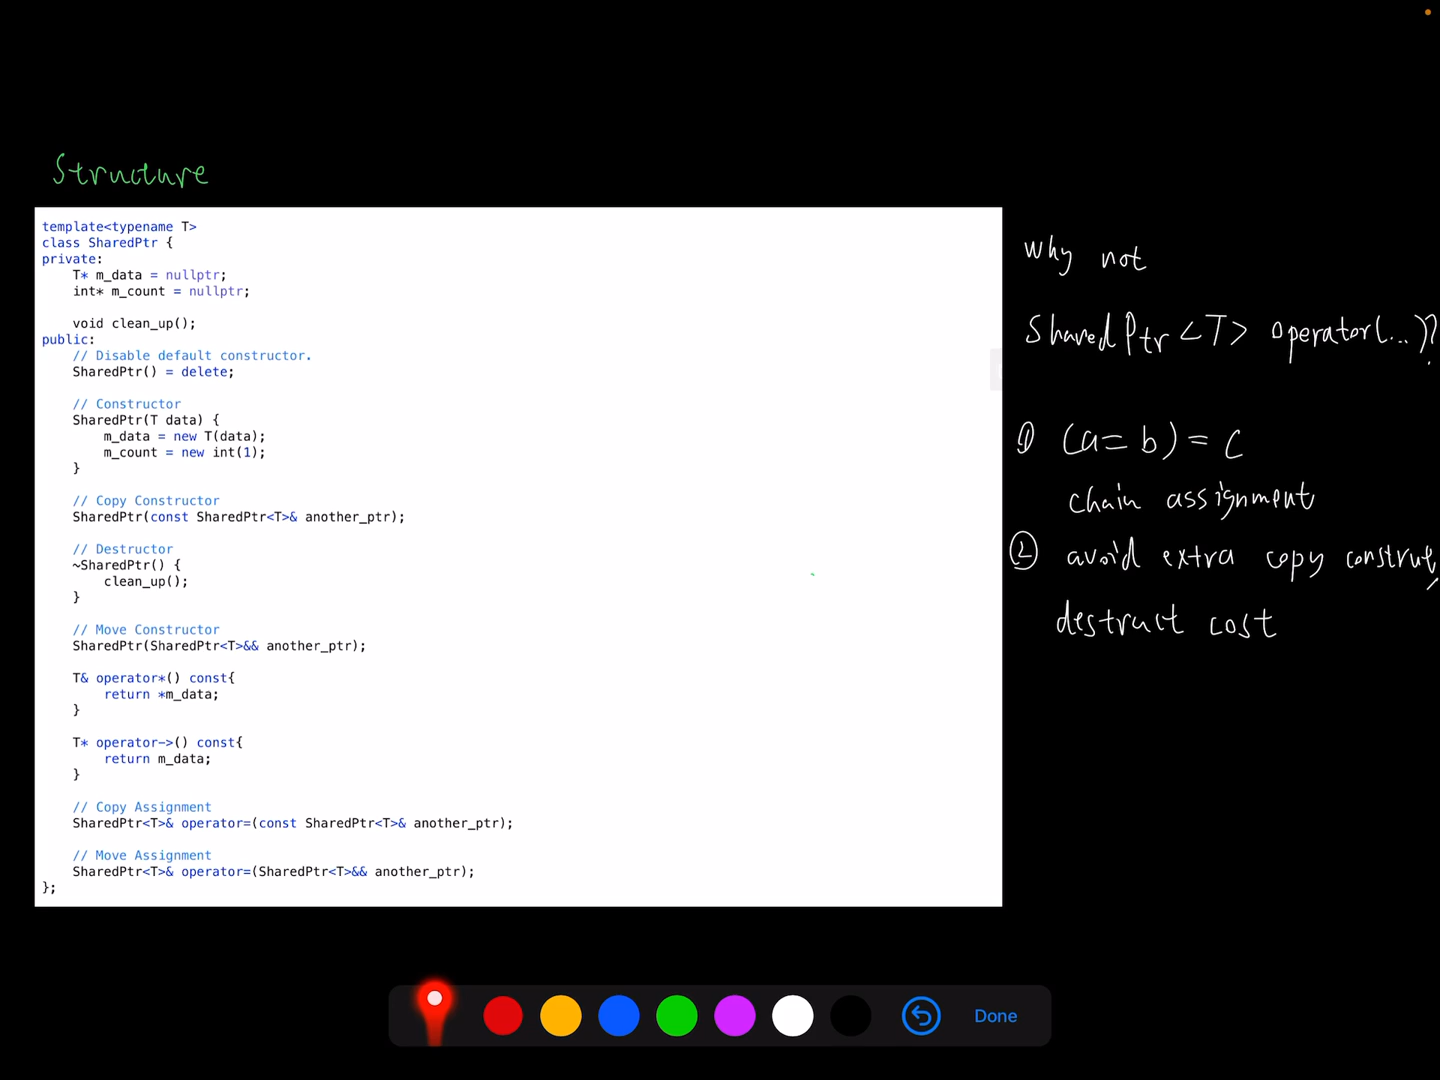 Structure
template<typename T>
class SharedPtr {
private:
    T* m_data = nullptr;
    int* m_count = nullptr;

    void clean_up();
public:
    // Disable default constructor.
    SharedPtr() = delete;

    // Constructor
    SharedPtr(T data) {
        m_data = new T(data);
        m_count = new int(1);
    }

    // Copy Constructor
    SharedPtr(const SharedPtr<T>& another_ptr);

    // Destructor
    ~SharedPtr() {
        clean_up();
    }

    // Move Constructor
    SharedPtr(SharedPtr<T>&& another_ptr);

    T& operator*() const{
        return *m_data;
    }

    T* operator->() const{
        return m_data;
    }

    // Copy Assignment
    SharedPtr<T>& operator=(const SharedPtr<T>& another_ptr);

    // Move Assignment
    SharedPtr<T>& operator=(SharedPtr<T>&& another_ptr);
};
Why not
SharedPtr<T> operator(...)?
① (a=b)=c
chain assignment
② avoid extra copy construct,
destruct cost
Done